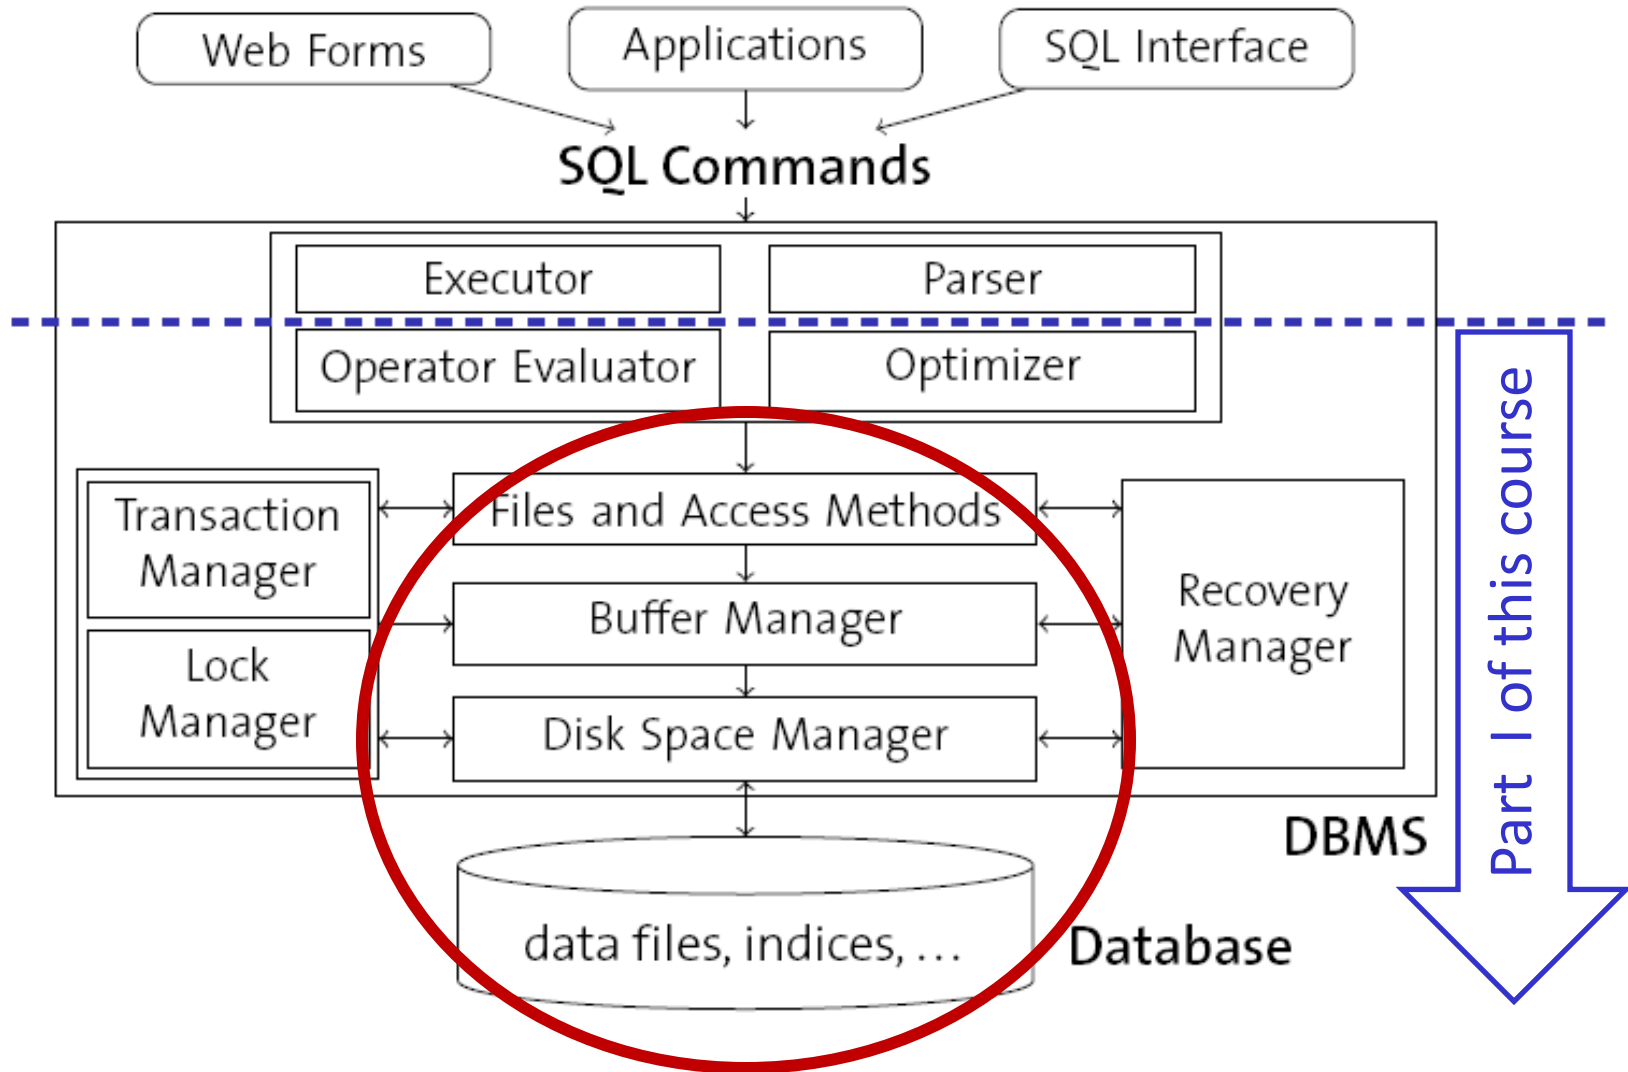 Web Forms
Applications
SQL Interface
SQL Commands
Executor
Parser
Operator Evaluator
Optimizer
Transaction
Manager
Lock
Manager
Files and Access Methods
Buffer Manager
Disk Space Manager
Recovery
Manager
DBMS
data files, indices, ...
Database
Part I of this course